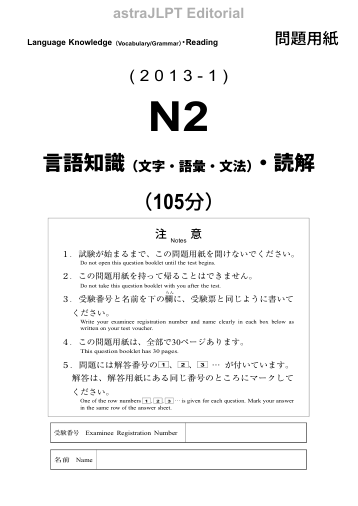 astraJLPT Editorial
Language Knowledge (Vocabulary/Grammar)・Reading
問題用紙
(2013-1)
N2
言語知識（文字・語彙・文法）・読解
（105分）
注　意
Notes
1. 試験が始まるまで、この問題用紙を開けないでください。
Do not open this question booklet until the test begins.
2. この問題用紙を持って帰ることはできません。
Do not take this question booklet with you after the test.
らん
3. 受験番号と名前を下の欄に、受験票と同じように書いて
ください。
Write your examinee registration number and name clearly in each box below as
written on your test voucher.
4. この問題用紙は、全部で30ページあります。
This question booklet has 30 pages.
5. 問題には解答番号の1、2、3 … が付いています。
解答は、解答用紙にある同じ番号のところにマークして
ください。
One of the row numbers 1, 2, 3 … is given for each question. Mark your answer
in the same row of the answer sheet.
受験番号 Examinee Registration Number
名前 Name